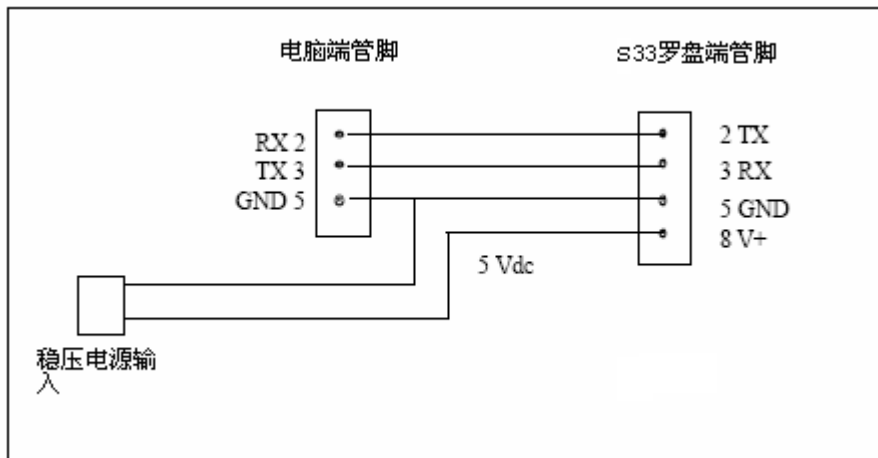 电脑端管脚
S33罗盘端管脚
RX 2
TX 3
GND 5
2 TX
3 RX
5 GND
8 V+
5 Vdc
稳压电源输
入